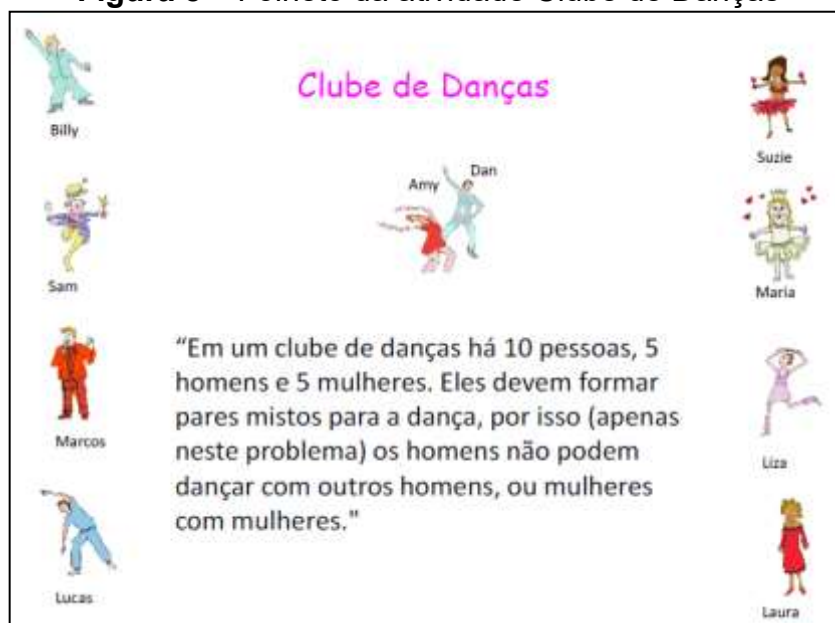 Clube de Danças
Billy
Suzie
Amy
Dan
Sam
Maria
"Em um clube de danças há 10 pessoas, 5
homens e 5 mulheres. Eles devem formar
pares mistos para a dança, por isso (apenas
neste problema) os homens não podem
dançar com outros homens, ou mulheres
com mulheres."
Marcos
Liza
Lucas
Laura